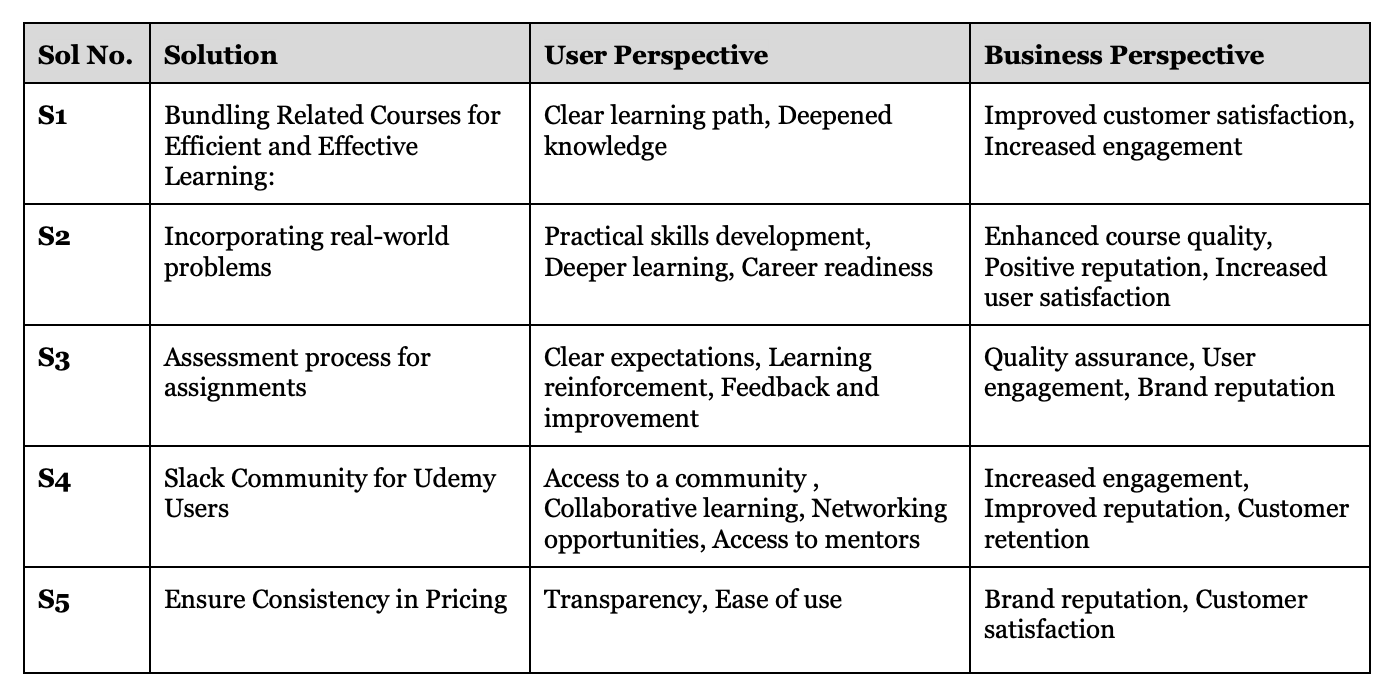 Sol No. Solution User Perspective Business Perspective
S1 Bundling Related Courses for Clear learning path, Deepened Improved customer satisfaction,
Efficient and Effective knowledge Increased engagement
Learning:
S2 Incorporating real-world Practical skills development, Enhanced course quality,
problems Deeper learning, Career readiness Positive reputation, Increased
user satisfaction
S3 Assessment process for Clear expectations, Learning Quality assurance, User
assignments reinforcement, Feedback and engagement, Brand reputation
improvement
S4 Slack Community for Udemy Access to a community , Increased engagement,
Users Collaborative learning, Networking Improved reputation, Customer
opportunities, Access to mentors retention
S5 Ensure Consistency in Pricing Transparency, Ease of use Brand reputation, Customer
satisfaction